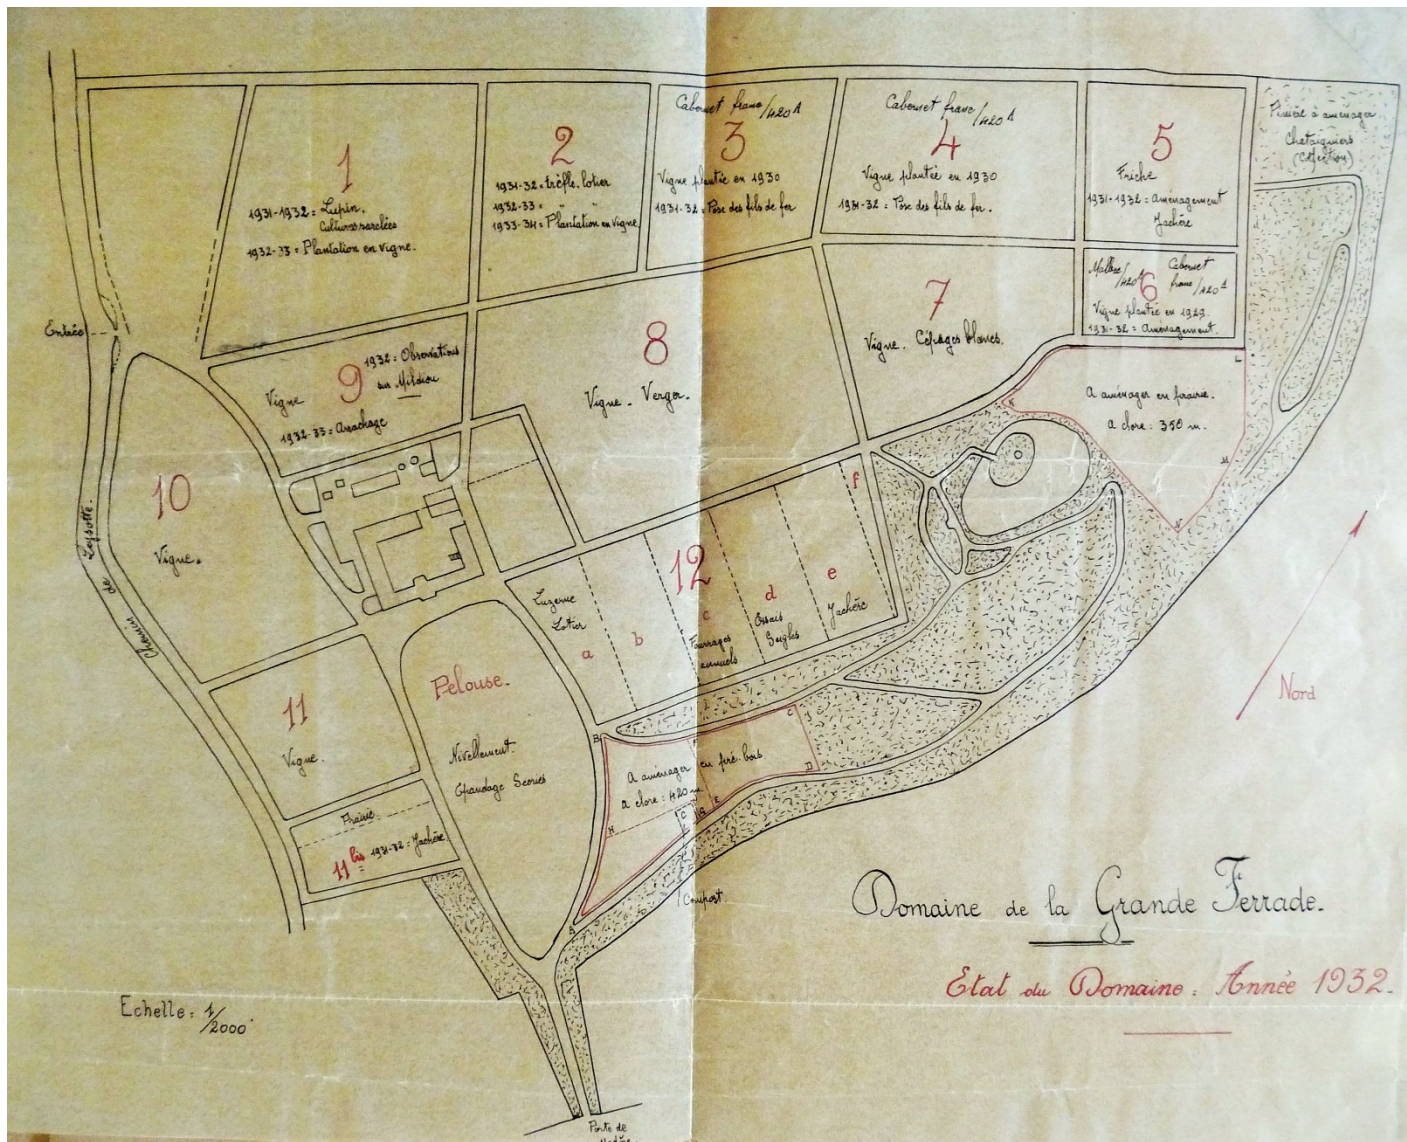 1
1931-1932 = Lupin.
Cultures sarclées
1932-33 = Plantation en vigne.
2
1931-32 = trèfle. lotier
1932-33 = " "
1933-34 = Plantation en vigne
Cabernet franc/420 A
3
Vigne plantée en 1930
1931-32 = Pose des fils de fer
Cabernet franc/420 A
4
Vigne plantée en 1930
1931-32 = Pose des fils de fer.
5
Friche
1931-1932 = Aménagement
Jachère
à aménager
Chataigniers
(Collection)
Malbec/420 A Cabernet
franc/420 A
6
Vigne plantée en 1929
1931-32 = Aménagement.
7
Vigne. Cépages blancs.
8
Vigne. Verger.
Entrée
9
Vigne
1932 = Observations
sur Mildiou
1932-33 = Arrachage
10
Vigne.
Chemin de Leysotte.
K
L
M
N
A aménager en prairie.
a clore : 350 m.
12
Luzerne
Lotier
a
b
c
Fourrages
annuels
d
Essais
Seigles
e
Jachère
f
11
Vigne.
Pelouse.
Nivellement.
Epandage Scories
Prairie
11 bis 1931-32 = Jachère.
B
F
C
D
E
G
C
H
A
A aménager en pré-bois
a clore : 420 m
Compost.
Nord
Domaine de la Grande Ferrade.
Etat du Domaine : Année 1932.
Echelle : 1/2000
Porte de